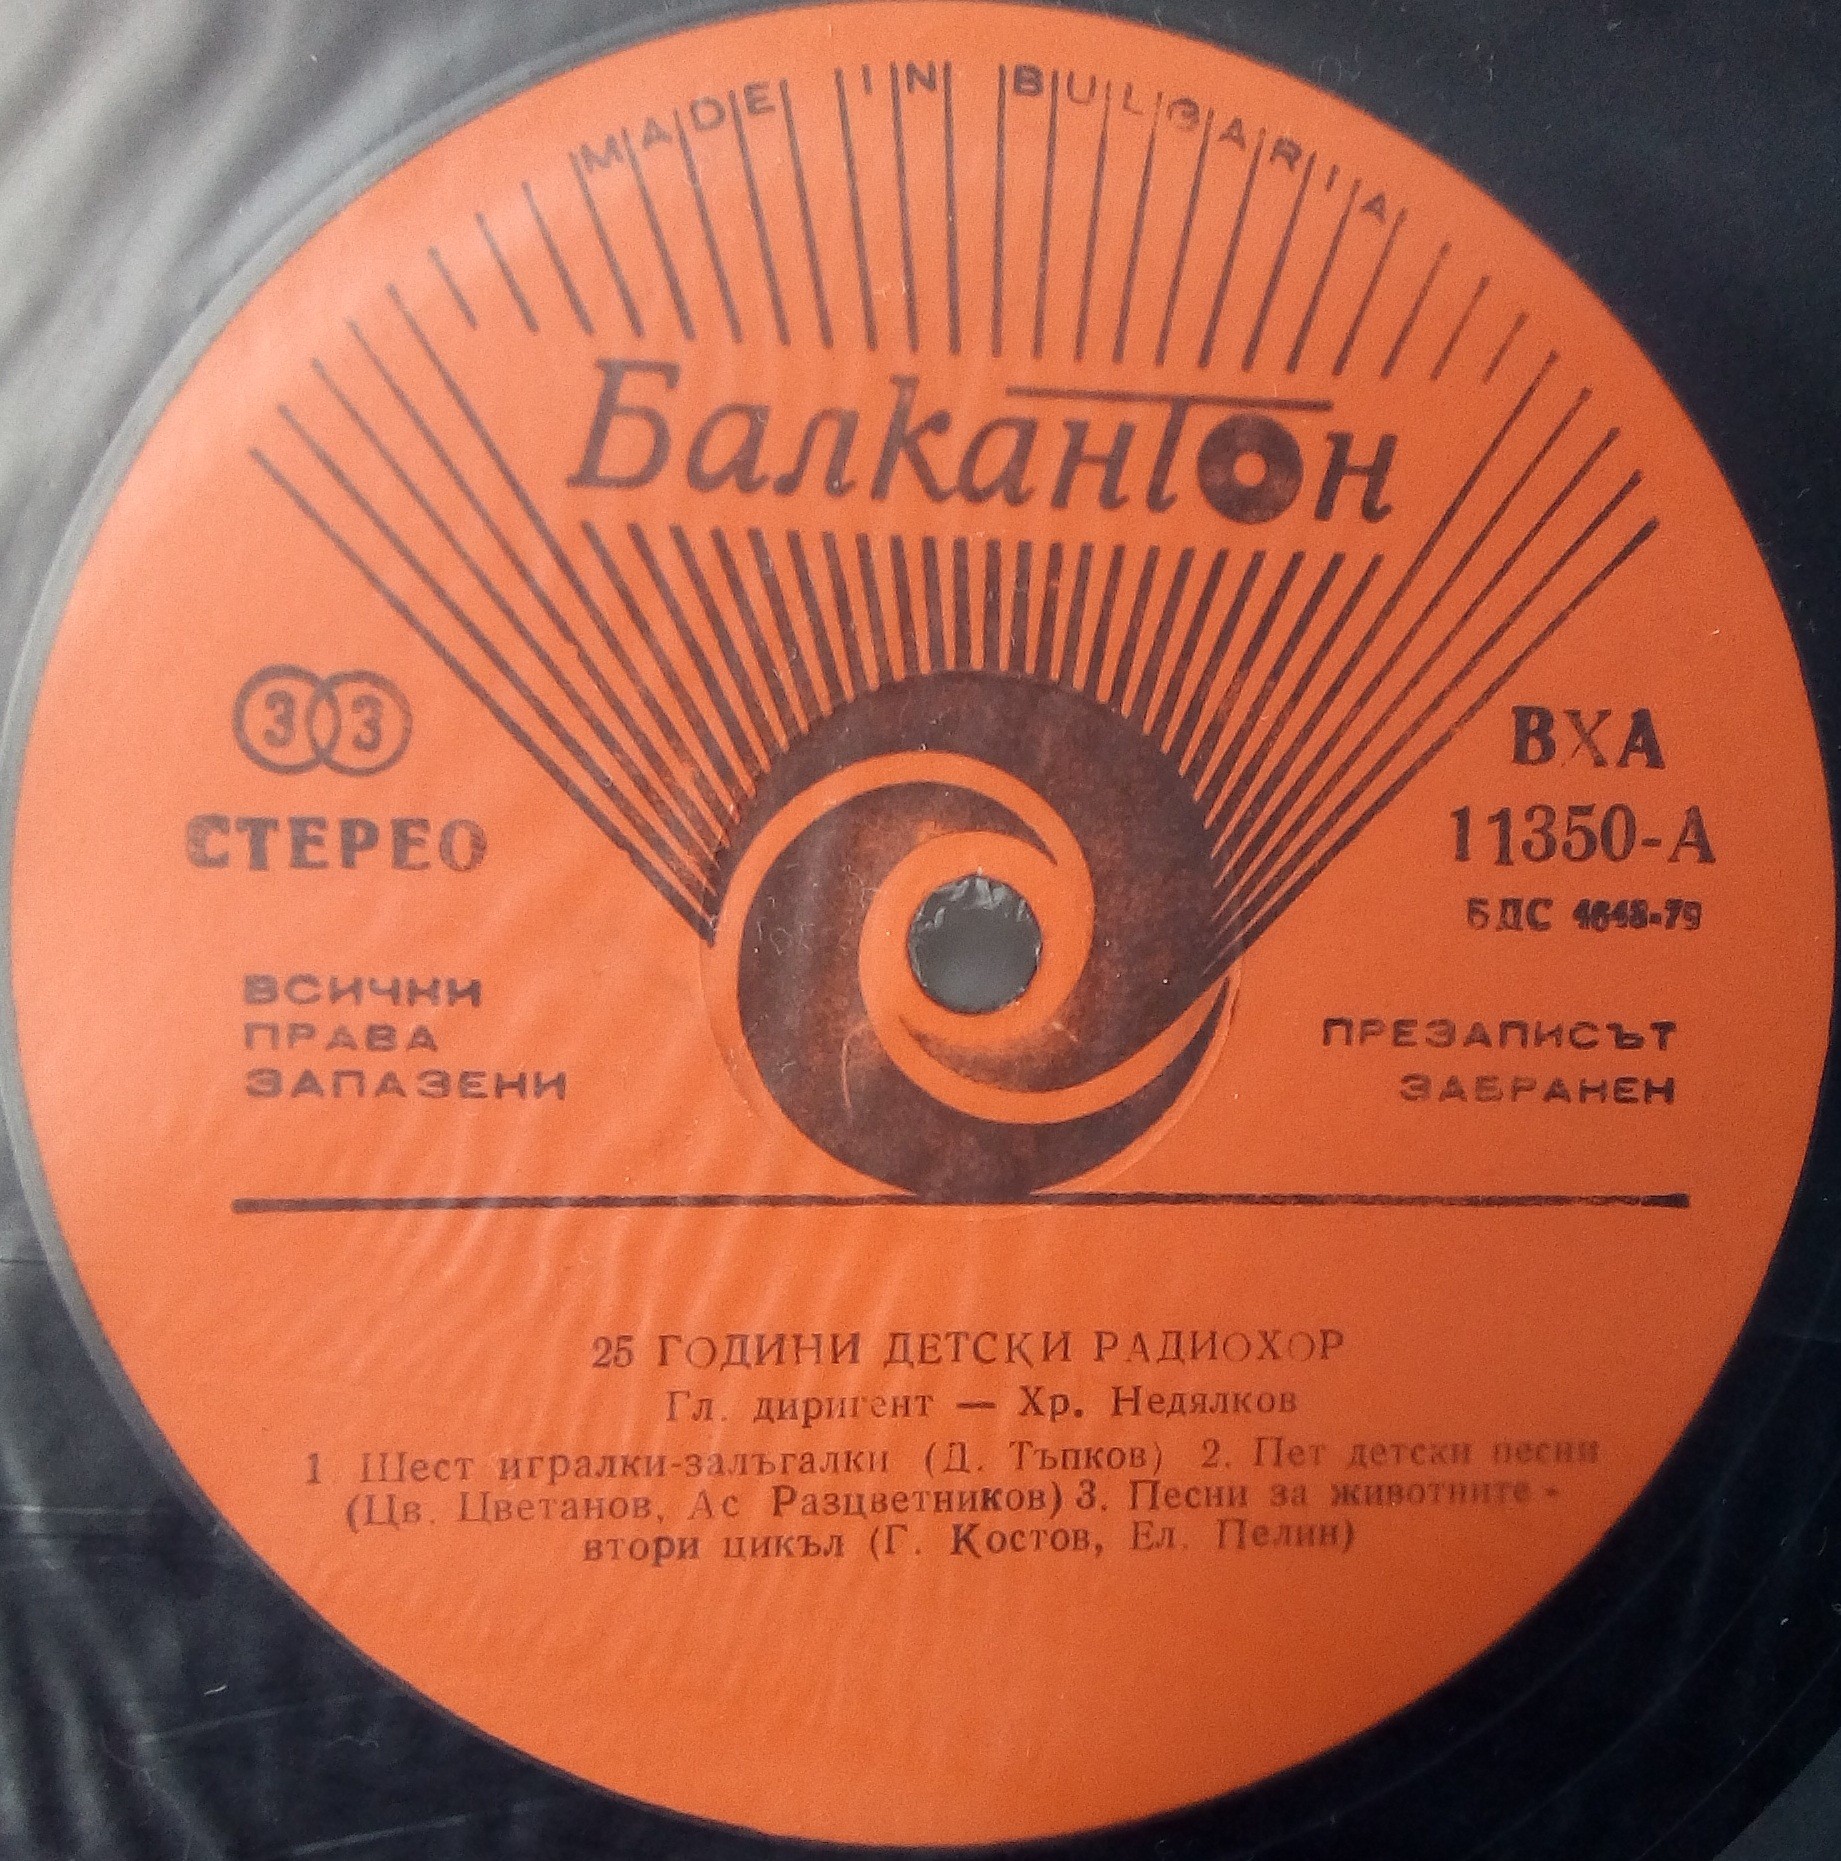 MADE IN BULGARIA
Балкантон
33
СТЕРЕО
ВХА
11350-А
БДС 4648-79
ВСИЧКИ
ПРАВА
ЗАПАЗЕНИ
ПРЕЗАПИСЪТ
ЗАБРАНЕН
25 ГОДИНИ ДЕТСКИ РАДИОХОР
Гл. диригент — Хр. Недялков
1 Шест игралки-залъгалки (Д. Тъпков) 2. Пет детски песни
(Цв. Цветанов, Ас Разцветников) 3. Песни за животните -
втори цикъл (Г. Костов, Ел. Пелин)